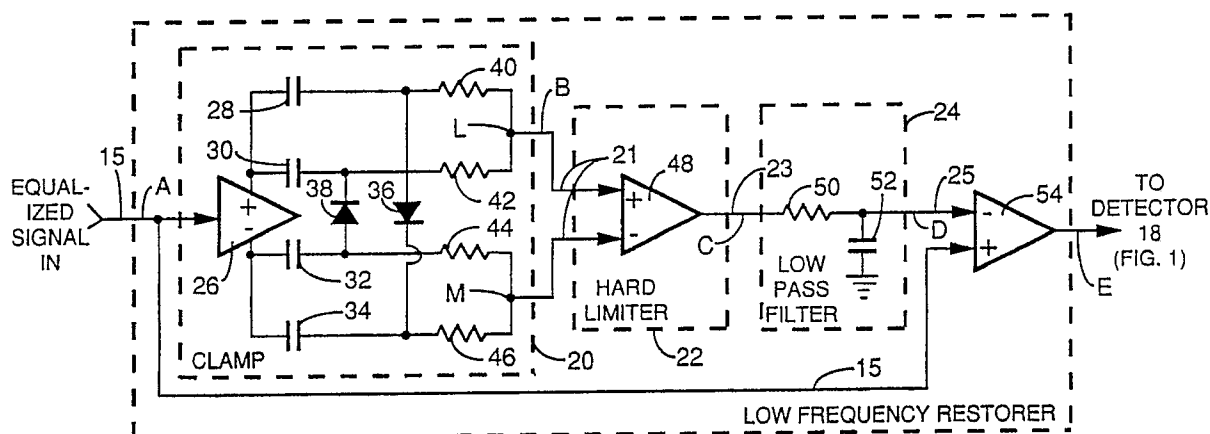 40
B
28
L
24
15
A
30
21
48
23
50
52
25
54
EQUAL-
IZED
SIGNAL
IN
38
36
42
+
-
+
-
-
+
TO
DETECTOR
18
(FIG. 1)
44
C
D
E
26
32
M
HARD
LIMITER
LOW
PASS
FILTER
34
CLAMP
46
20
22
15
LOW FREQUENCY RESTORER